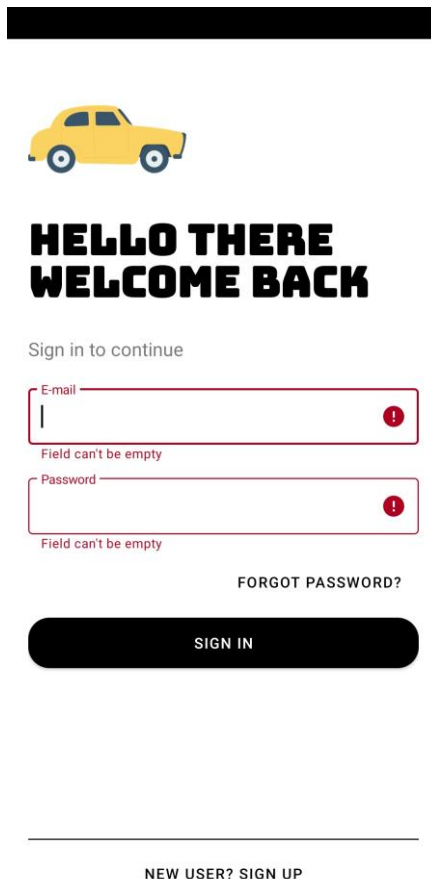 HELLO THERE
WELCOME BACK
Sign in to continue
E-mail
Field can't be empty
Password
Field can't be empty
FORGOT PASSWORD?
SIGN IN
NEW USER? SIGN UP